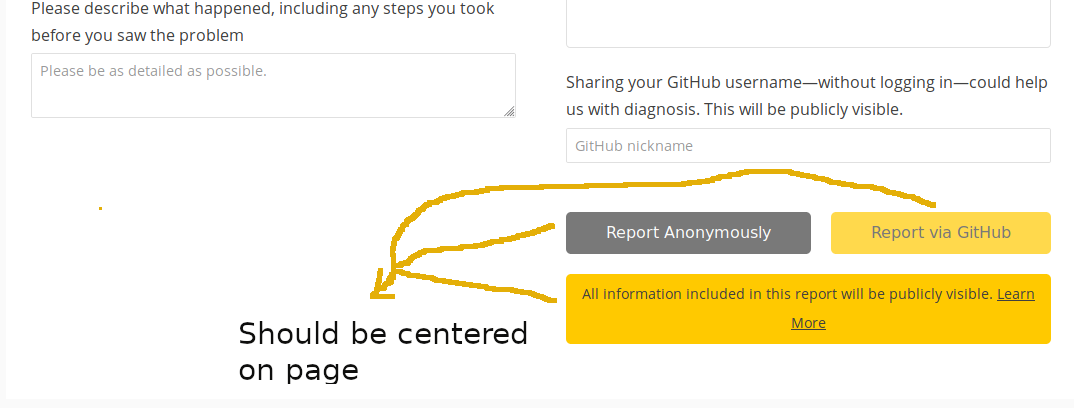 Please describe what happened, including any steps you took
before you saw the problem
Please be as detailed as possible.
Sharing your GitHub username—without logging in—could help
us with diagnosis. This will be publicly visible.
GitHub nickname
Report Anonymously
Report via GitHub
All information included in this report will be publicly visible. Learn
More
Should be centered
on page